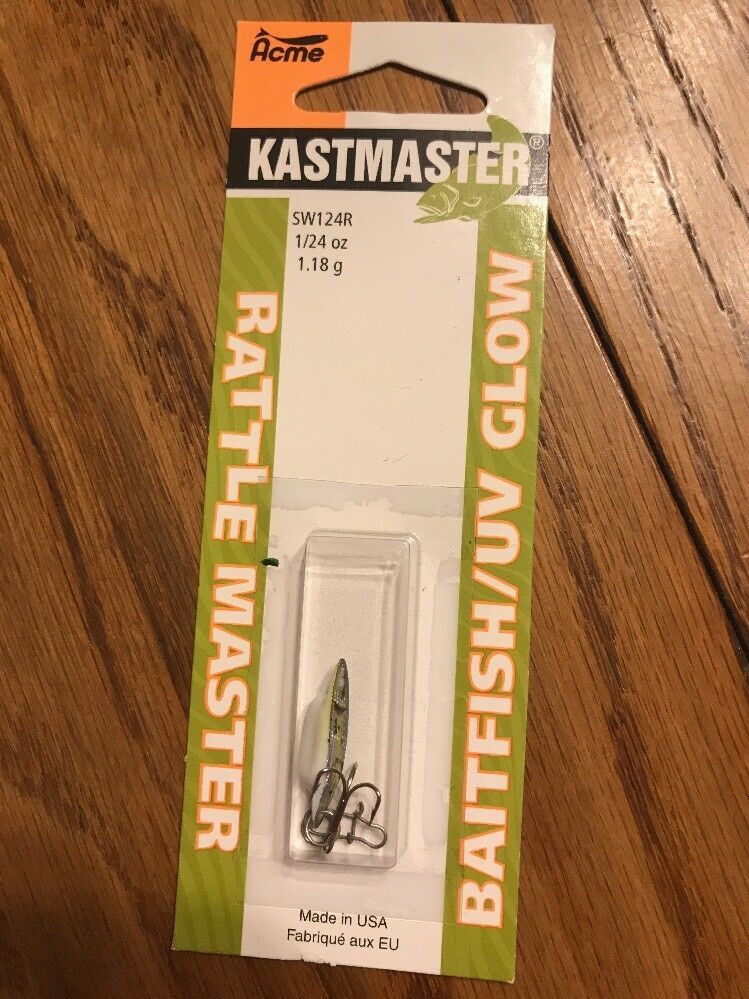 Acme
KASTMASTER®
SW124R
1/24 oz
1.18 g
RATTLE MASTER
BAITFISH/UV GLOW
Made in USA
Fabriqué aux EU